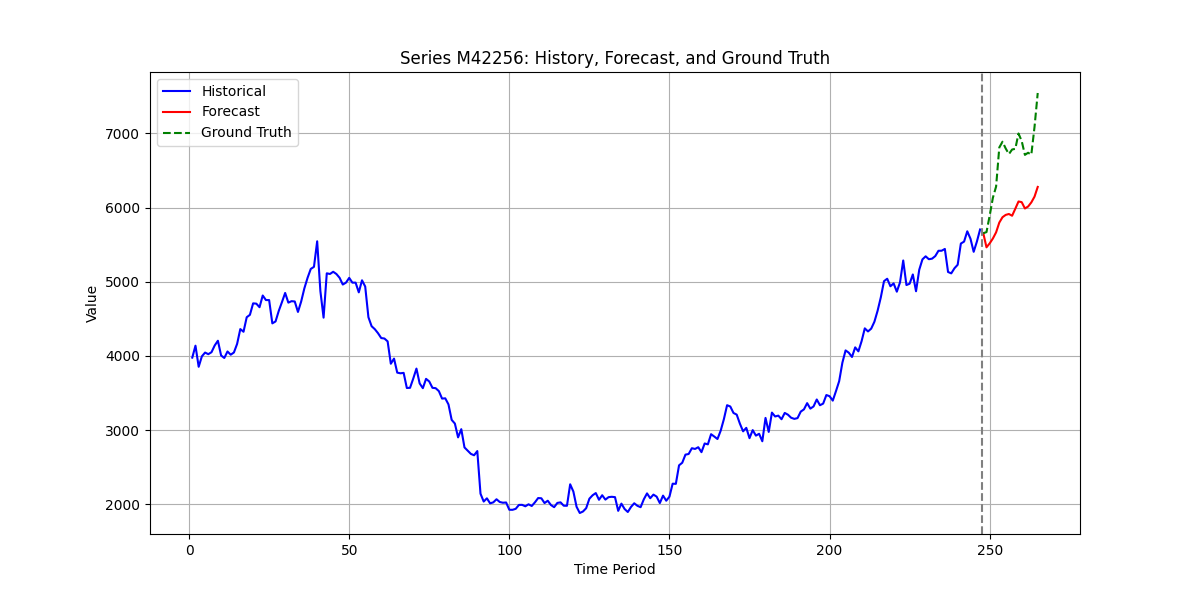 Series M42256: History, Forecast, and Ground Truth
Historical
Forecast
Ground Truth
7000
6000
5000
4000
3000
2000
Value
0 50 100 150 200 250
Time Period